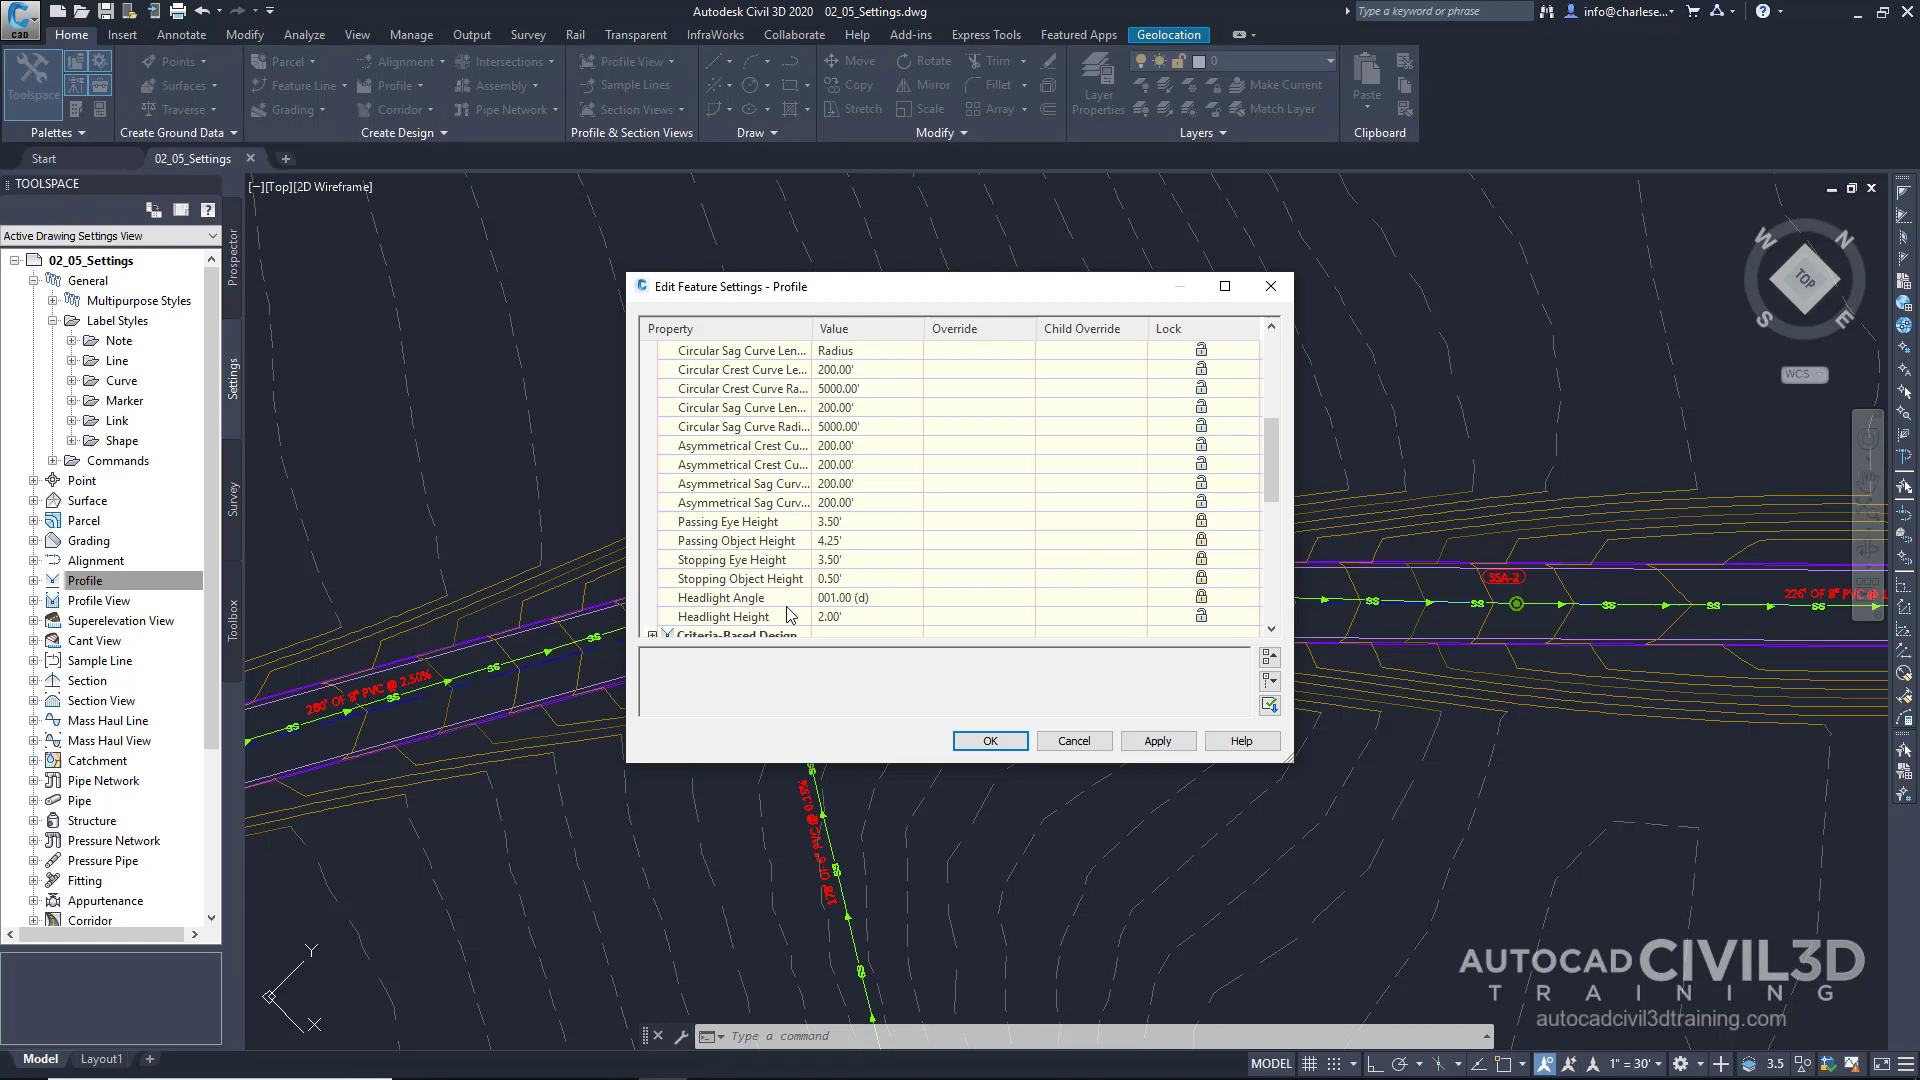 Autodesk Civil 3D 2020 02_05_Settings.dwg
Type a keyword or phrase
info@charlese...
C3D
Home Insert Annotate Modify Analyze View Manage Output Survey Rail Transparent InfraWorks Collaborate Help Add-ins Express Tools Featured Apps Geolocation
Points Parcel Alignment Intersections Profile View Move Rotate Trim 0
Toolspace Surfaces Feature Line Profile Assembly Sample Lines Copy Mirror Fillet Layer Properties Make Current Paste
Traverse Grading Corridor Pipe Network Section Views Stretch Scale Array Match Layer
Palettes Create Ground Data Create Design Profile & Section Views Draw Modify Layers Clipboard
Start 02_05_Settings
TOOLSPACE
[−][Top][2D Wireframe]
Active Drawing Settings View
02_05_Settings
General
Multipurpose Styles
Label Styles
Note
Line
Curve
Marker
Link
Shape
Commands
Point
Surface
Parcel
Grading
Alignment
Profile
Profile View
Superelevation View
Cant View
Sample Line
Section
Section View
Mass Haul Line
Mass Haul View
Catchment
Pipe Network
Pipe
Structure
Pressure Network
Pressure Pipe
Fitting
Appurtenance
Corridor
Prospector
Settings
Survey
Toolbox
Edit Feature Settings - Profile
Property Value Override Child Override Lock
Circular Sag Curve Len... Radius
Circular Crest Curve Le... 200.00'
Circular Crest Curve Ra... 5000.00'
Circular Sag Curve Len... 200.00'
Circular Sag Curve Radi... 5000.00'
Asymmetrical Crest Cu... 200.00'
Asymmetrical Crest Cu... 200.00'
Asymmetrical Sag Curv... 200.00'
Asymmetrical Sag Curv... 200.00'
Passing Eye Height 3.50'
Passing Object Height 4.25'
Stopping Eye Height 3.50'
Stopping Object Height 0.50'
Headlight Angle 001.00 (d)
Headlight Height 2.00'
Criteria-Based Design
OK Cancel Apply Help
N
W
TOP
S
E
WCS
SSA-2
SS SS SS SS SS
280' OF 8" PVC @ 2.50%
SS SS SS SS
Y
X
AUTOCAD CIVIL3D
TRAINING
autocadcivil3dtraining.com
Type a command
Model Layout1
MODEL 1" = 30' 3.5